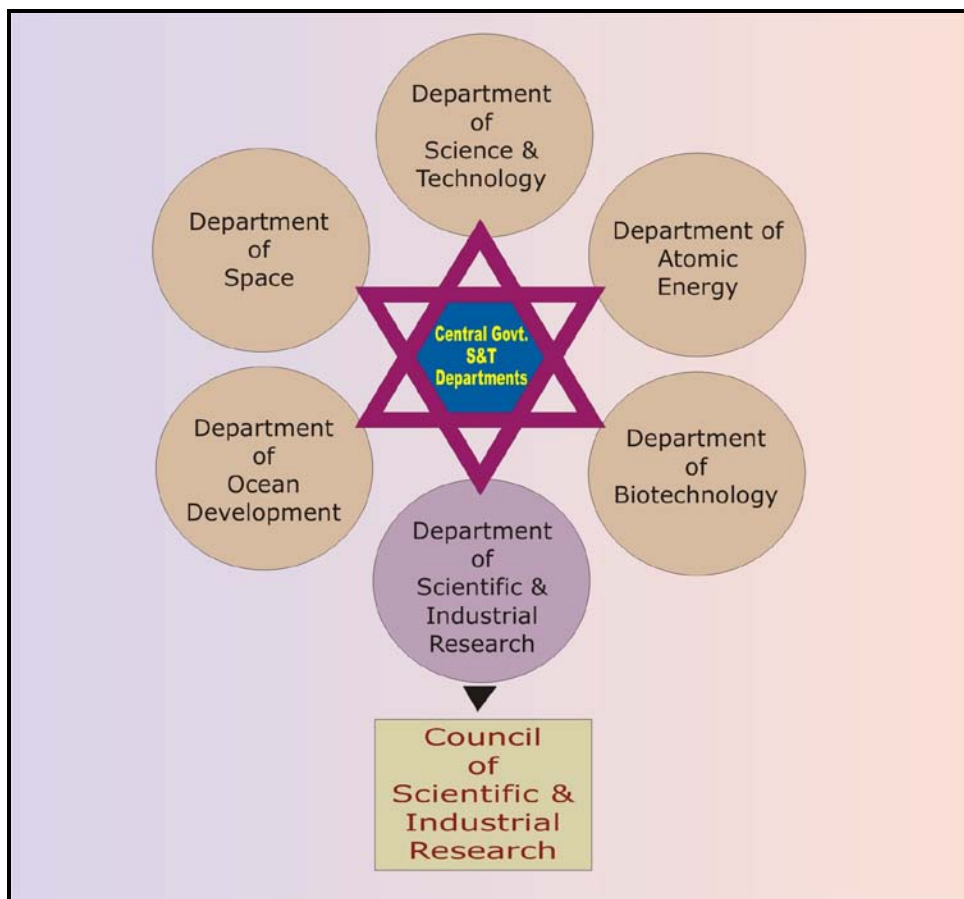 Department
of
Science &
Technology
Department
of
Space
Department of
Atomic
Energy
Central Govt.
S&T
Departments
Department
of
Ocean
Development
Department
of
Biotechnology
Department
of
Scientific &
Industrial
Research
Council
of
Scientific &
Industrial
Research